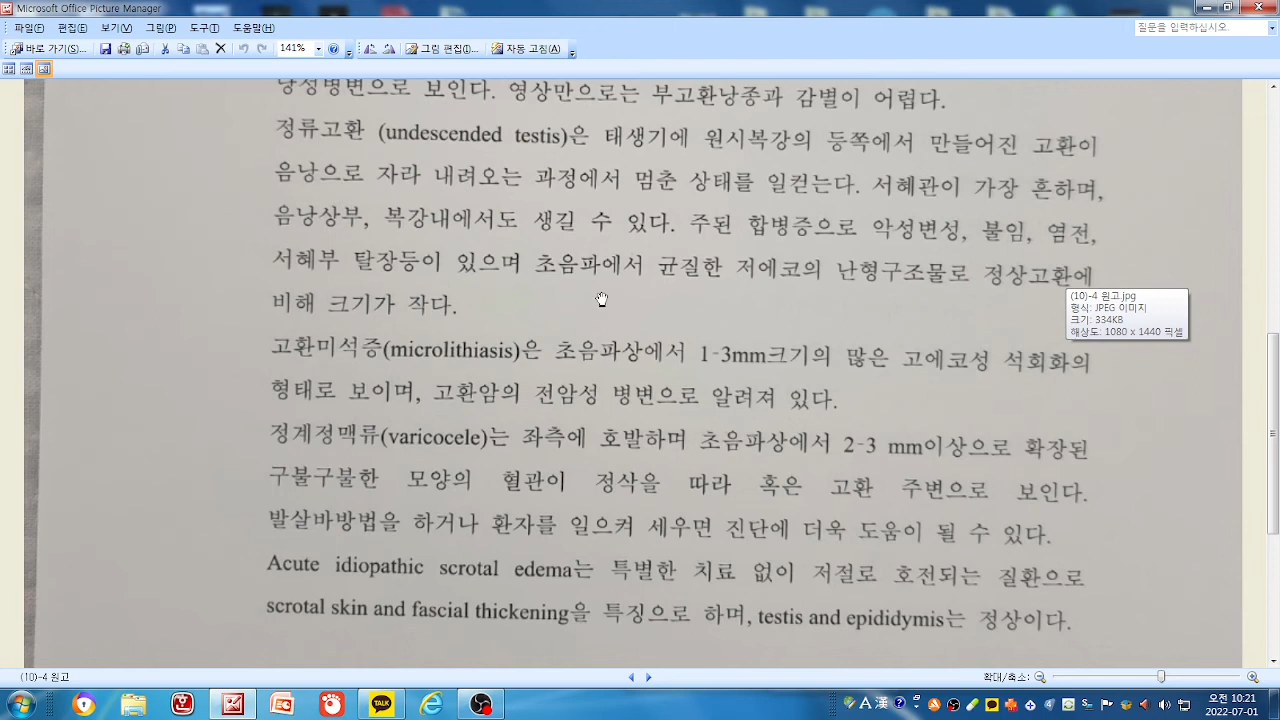 Microsoft Office Picture Manager
파일(F) 편집(E) 보기(V) 그림(P) 도구(T) 도움말(H)
질문을 입력하십시오.
바로 가기(S)... 141% 그림 편집(I)... 자동 고침(A)
낭성병변으로 보인다. 영상만으로는 부고환낭종과 감별이 어렵다.
정류고환 (undescended testis)은 태생기에 원시복강의 등쪽에서 만들어진 고환이
음낭으로 자라 내려오는 과정에서 멈춘 상태를 일컫는다. 서혜관이 가장 흔하며,
음낭상부, 복강내에서도 생길 수 있다. 주된 합병증으로 악성변성, 불임, 염전,
서혜부 탈장등이 있으며 초음파에서 균질한 저에코의 난형구조물로 정상고환에
비해 크기가 작다.
(10)-4 원고.jpg
형식: JPEG 이미지
크기: 334KB
해상도: 1080 x 1440 픽셀
고환미석증(microlithiasis)은 초음파상에서 1-3mm크기의 많은 고에코성 석회화의
형태로 보이며, 고환암의 전암성 병변으로 알려져 있다.
정계정맥류(varicocele)는 좌측에 호발하며 초음파상에서 2-3 mm이상으로 확장된
구불구불한 모양의 혈관이 정삭을 따라 혹은 고환 주변으로 보인다.
발살바방법을 하거나 환자를 일으켜 세우면 진단에 더욱 도움이 될 수 있다.
Acute idiopathic scrotal edema는 특별한 치료 없이 저절로 호전되는 질환으로
scrotal skin and fascial thickening을 특징으로 하며, testis and epididymis는 정상이다.
(10)-4 원고
확대/축소:
TALK
A 漢
오전 10:21
2022-07-01